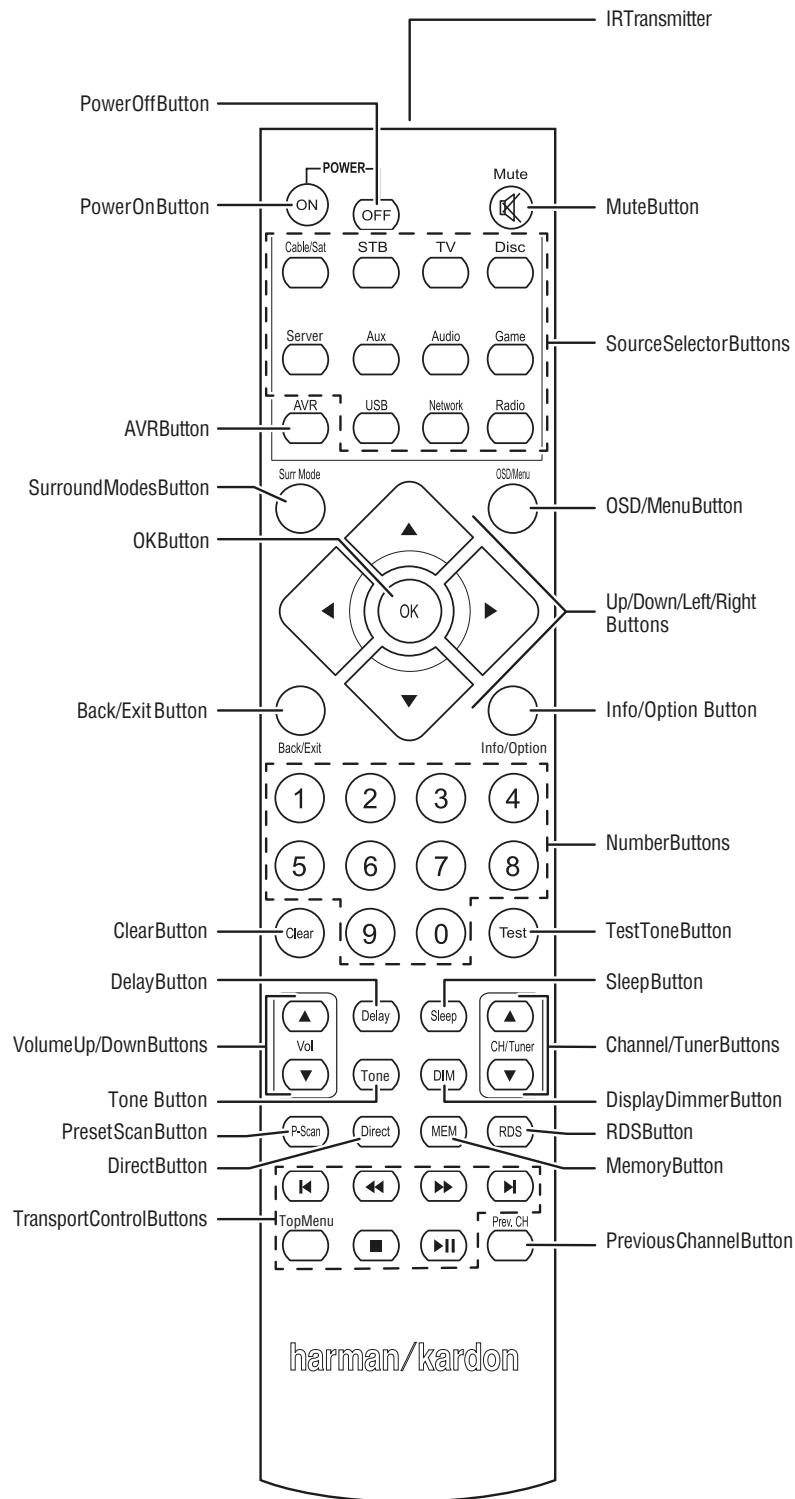 IRTransmitter
PowerOffButton
POWER
Mute
PowerOnButton
ON
OFF
MuteButton
Cable/Sat STB TV Disc
Server Aux Audio Game
SourceSelectorButtons
AVR USB Network Radio
AVRButton
Surr Mode OSD/Menu
SurroundModesButton
OSD/MenuButton
OKButton
OK
Up/Down/Left/Right
Buttons
Back/Exit Button
Info/Option Button
Back/Exit Info/Option
1 2 3 4
NumberButtons
5 6 7 8
ClearButton
Clear 9 0 Test
TestToneButton
DelayButton
SleepButton
Delay Sleep
VolumeUp/DownButtons
Vol CH/Tuner
Channel/TunerButtons
Tone DIM
Tone Button
DisplayDimmerButton
PresetScanButton
P-Scan Direct MEM RDS
RDSButton
DirectButton
MemoryButton
TransportControlButtons
TopMenu Prev. CH
PreviousChannelButton
harman/kardon